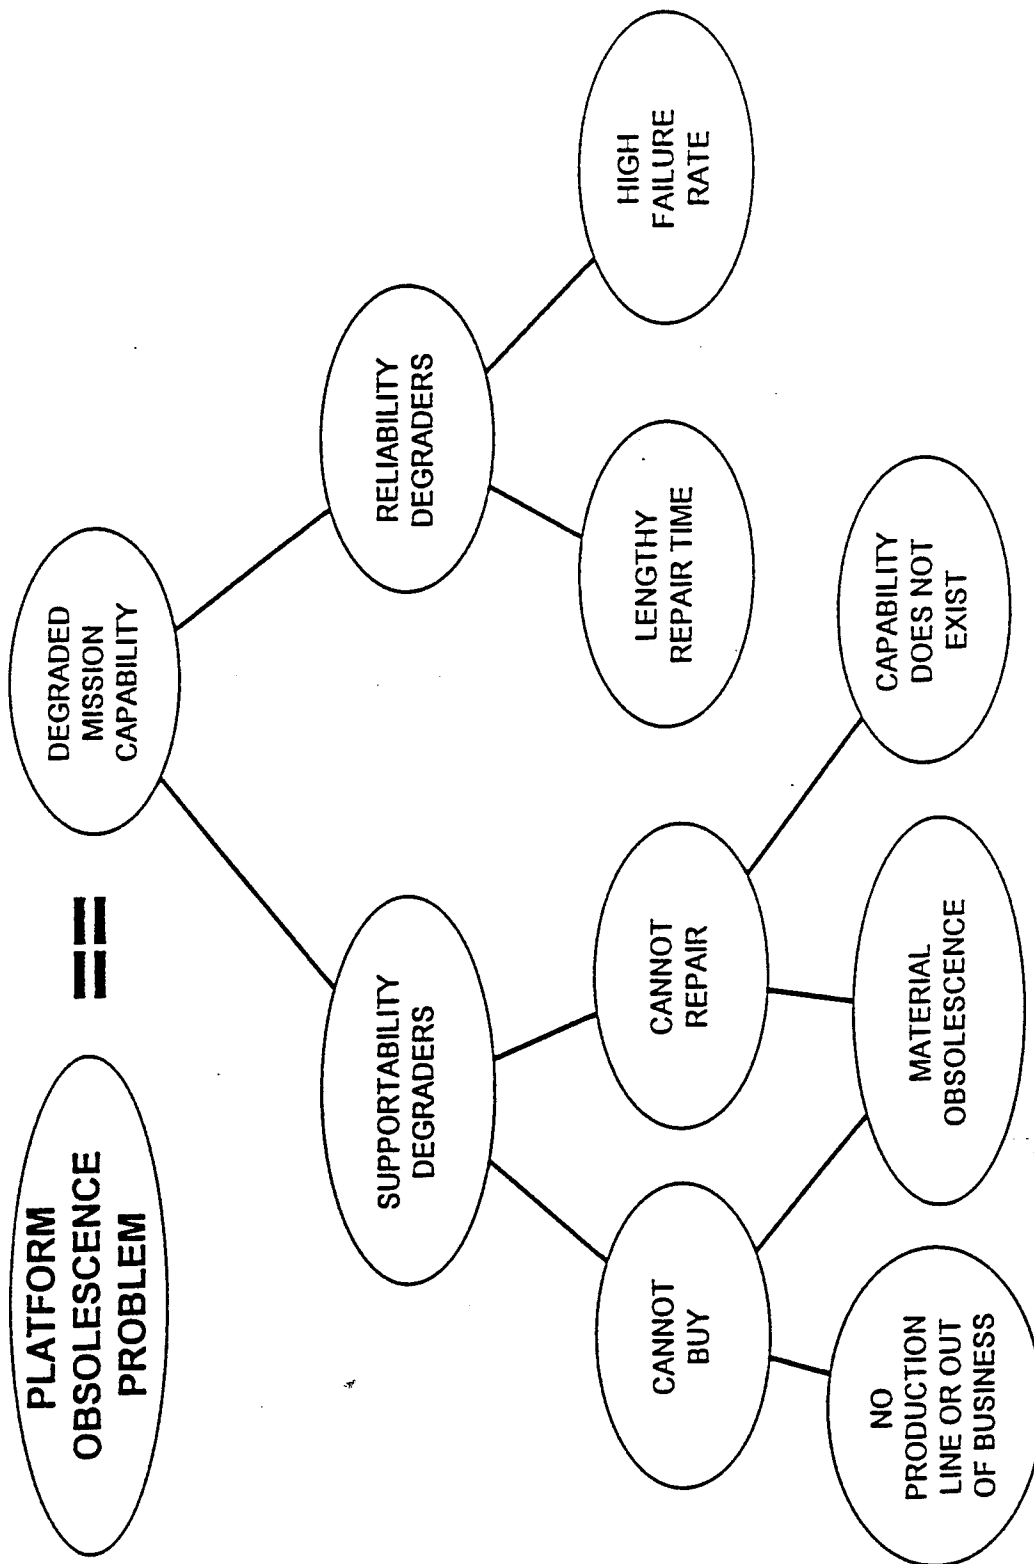 PLATFORM
OBSOLESCENCE
PROBLEM
==
DEGRADED
MISSION
CAPABILITY
SUPPORTABILITY
DEGRADERS
RELIABILITY
DEGRADERS
CANNOT
BUY
CANNOT
REPAIR
LENGTHY
REPAIR TIME
HIGH
FAILURE
RATE
NO
PRODUCTION
LINE OR OUT
OF BUSINESS
MATERIAL
OBSOLESCENCE
CAPABILITY
DOES NOT
EXIST